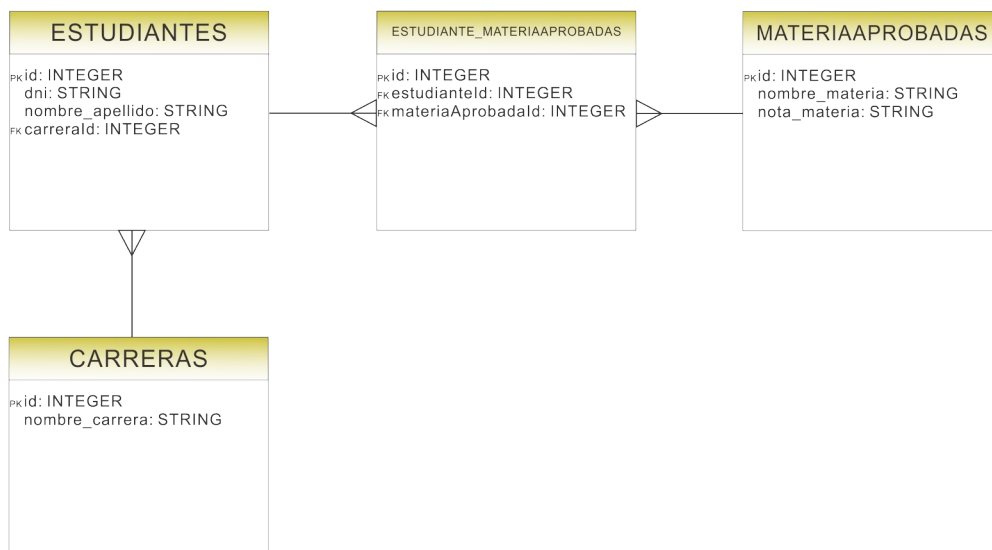 ESTUDIANTES
PK id: INTEGER
dni: STRING
nombre_apellido: STRING
FK carreraId: INTEGER
ESTUDIANTE_MATERIAAPROBADAS
PK id: INTEGER
FK estudianteId: INTEGER
FK materiaAprobadaId: INTEGER
MATERIAAPROBADAS
PK id: INTEGER
nombre_materia: STRING
nota_materia: STRING
CARRERAS
PK id: INTEGER
nombre_carrera: STRING